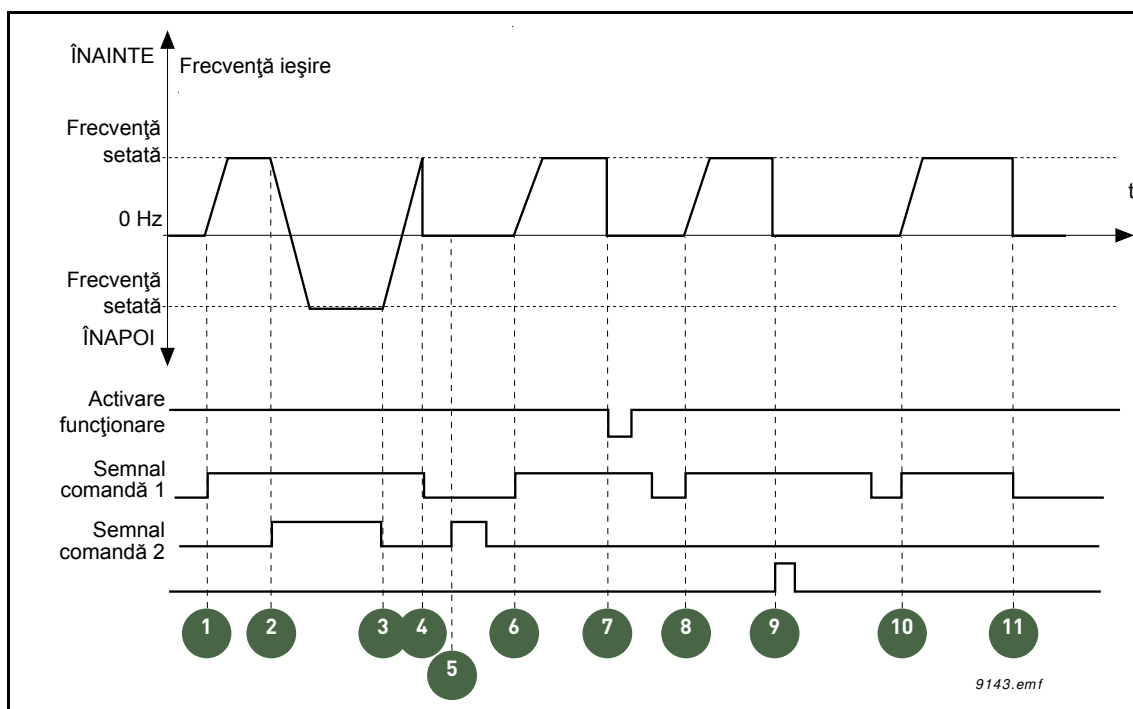 ÎNAINTE
Frecvenţă ieşire
Frecvenţă
setată
0 Hz
t
Frecvenţă
setată
ÎNAPOI
Activare
funcţionare
Semnal
comandă 1
Semnal
comandă 2
1 2 3 4 6 7 8 9 10 11
5
9143.emf